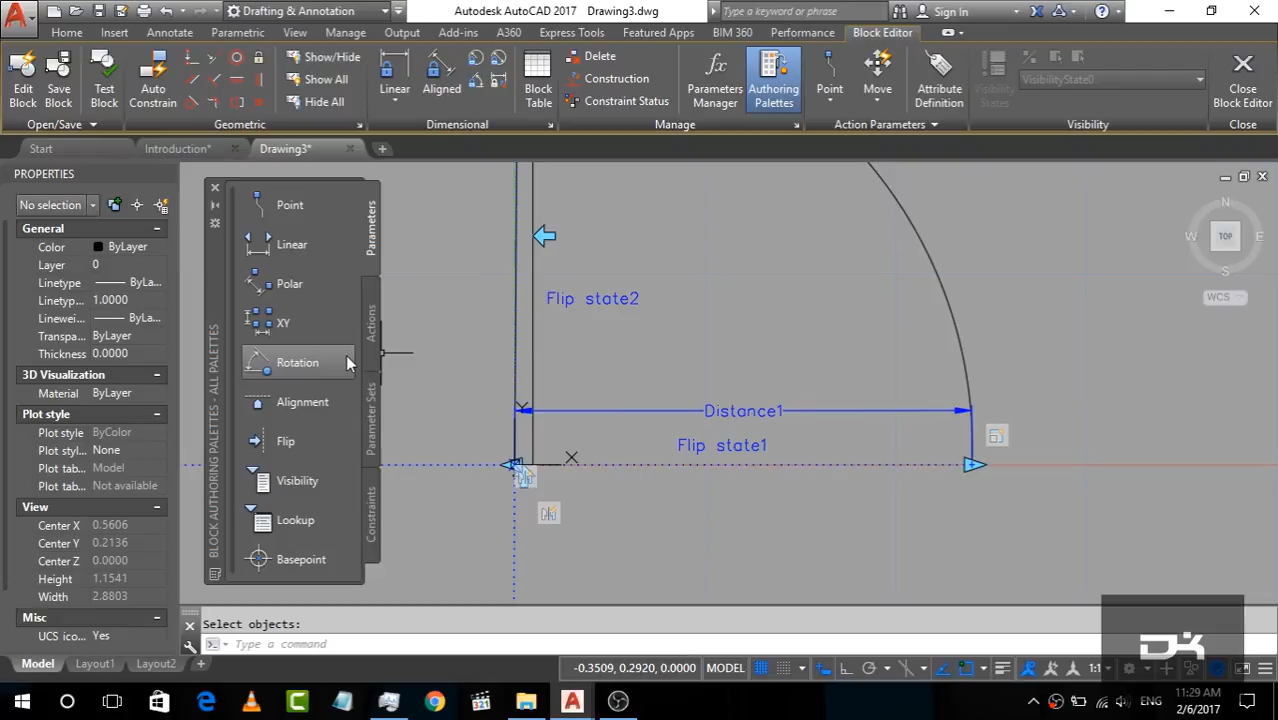 Drafting & Annotation
Autodesk AutoCAD 2017 Drawing3.dwg
Type a keyword or phrase
Sign In
Home Insert Annotate Parametric View Manage Output Add-ins A360 Express Tools Featured Apps BIM 360 Performance Block Editor
Edit Block
Save Block
Test Block
Auto Constrain
Show/Hide
Show All
Hide All
Linear
Aligned
Block Table
Delete
Construction
Constraint Status
Parameters Manager
Authoring Palettes
Point
Move
Attribute Definition
Visibility States
VisibilityState0
Close Block Editor
Open/Save
Geometric
Dimensional
Manage
Action Parameters
Visibility
Close
Start
Introduction*
Drawing3*
PROPERTIES
No selection
General
Color ByLayer
Layer 0
Linetype ByLa...
Linetyp... 1.0000
Linewei... ByLa...
Transpa... ByLayer
Thickness 0.0000
3D Visualization
Material ByLayer
Plot style
Plot style ByColor
Plot style None
Plot tab... Model
Plot tab... Not available
View
Center X 0.5606
Center Y 0.2136
Center Z 0.0000
Height 1.1541
Width 2.8803
Misc
UCS ico... Yes
BLOCK AUTHORING PALETTES - ALL PALETTES
Point
Linear
Polar
XY
Rotation
Alignment
Flip
Visibility
Lookup
Basepoint
Parameters
Actions
Parameter Sets
Constraints
Flip state2
Distance1
Flip state1
Y
X
N
W TOP E
S
WCS
Select objects:
Type a command
Model Layout1 Layout2
-0.3509, 0.2920, 0.0000 MODEL
1:1
DK
321
ENG
11:29 AM
2/6/2017